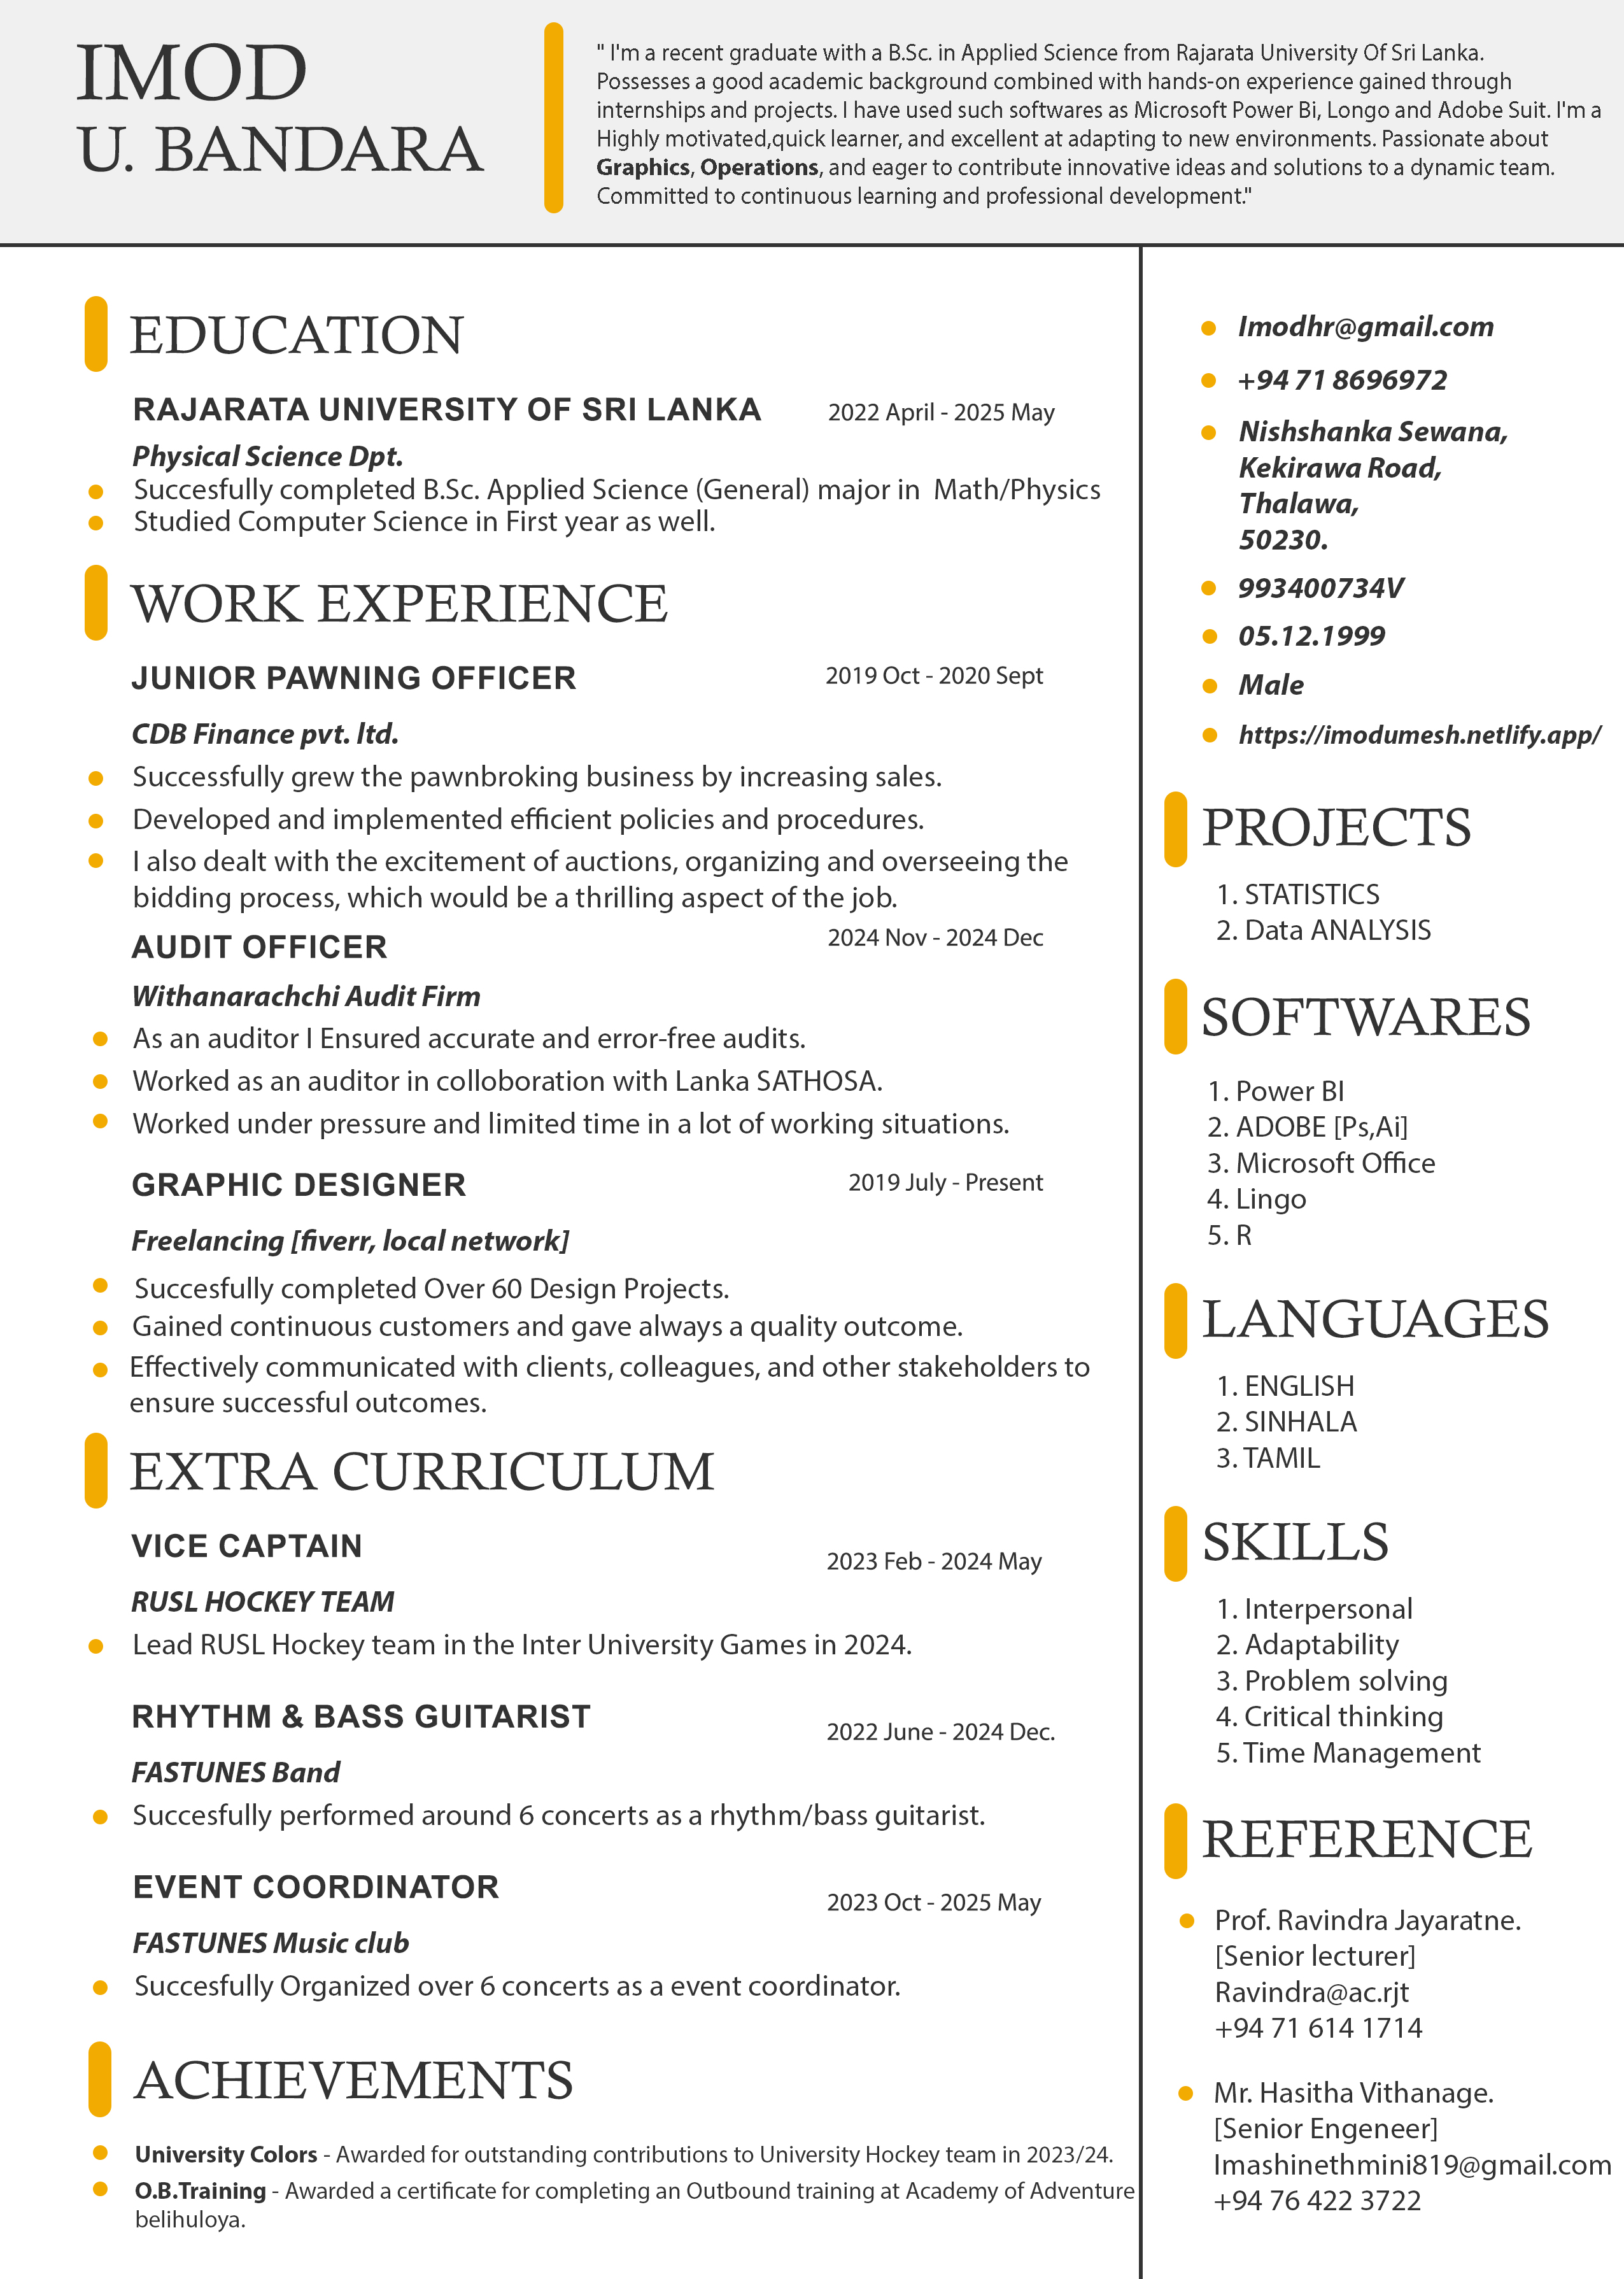 IMOD
U. BANDARA
" I'm a recent graduate with a B.Sc. in Applied Science from Rajarata University Of Sri Lanka.
Possesses a good academic background combined with hands-on experience gained through
internships and projects. I have used such softwares as Microsoft Power Bi, Longo and Adobe Suit. I'm a
Highly motivated,quick learner, and excellent at adapting to new environments. Passionate about
Graphics, Operations, and eager to contribute innovative ideas and solutions to a dynamic team.
Committed to continuous learning and professional development."
EDUCATION
RAJARATA UNIVERSITY OF SRI LANKA 2022 April - 2025 May
Physical Science Dpt.
Succesfully completed B.Sc. Applied Science (General) major in Math/Physics
Studied Computer Science in First year as well.
WORK EXPERIENCE
JUNIOR PAWNING OFFICER 2019 Oct - 2020 Sept
CDB Finance pvt. ltd.
Successfully grew the pawnbroking business by increasing sales.
Developed and implemented efficient policies and procedures.
I also dealt with the excitement of auctions, organizing and overseeing the
bidding process, which would be a thrilling aspect of the job.
AUDIT OFFICER 2024 Nov - 2024 Dec
Withanarachchi Audit Firm
As an auditor I Ensured accurate and error-free audits.
Worked as an auditor in colloboration with Lanka SATHOSA.
Worked under pressure and limited time in a lot of working situations.
GRAPHIC DESIGNER 2019 July - Present
Freelancing [fiverr, local network]
Succesfully completed Over 60 Design Projects.
Gained continuous customers and gave always a quality outcome.
Effectively communicated with clients, colleagues, and other stakeholders to
ensure successful outcomes.
EXTRA CURRICULUM
VICE CAPTAIN 2023 Feb - 2024 May
RUSL HOCKEY TEAM
Lead RUSL Hockey team in the Inter University Games in 2024.
RHYTHM & BASS GUITARIST 2022 June - 2024 Dec.
FASTUNES Band
Succesfully performed around 6 concerts as a rhythm/bass guitarist.
EVENT COORDINATOR 2023 Oct - 2025 May
FASTUNES Music club
Succesfully Organized over 6 concerts as a event coordinator.
ACHIEVEMENTS
University Colors - Awarded for outstanding contributions to University Hockey team in 2023/24.
O.B.Training - Awarded a certificate for completing an Outbound training at Academy of Adventure
belihuloya.
Imodhr@gmail.com
+94 71 8696972
Nishshanka Sewana,
Kekirawa Road,
Thalawa,
50230.
993400734V
05.12.1999
Male
https://imodumesh.netlify.app/
PROJECTS
1. STATISTICS
2. Data ANALYSIS
SOFTWARES
1. Power BI
2. ADOBE [Ps,Ai]
3. Microsoft Office
4. Lingo
5. R
LANGUAGES
1. ENGLISH
2. SINHALA
3. TAMIL
SKILLS
1. Interpersonal
2. Adaptability
3. Problem solving
4. Critical thinking
5. Time Management
REFERENCE
Prof. Ravindra Jayaratne.
[Senior lecturer]
Ravindra@ac.rjt
+94 71 614 1714
Mr. Hasitha Vithanage.
[Senior Engeneer]
Imashinethmini819@gmail.com
+94 76 422 3722